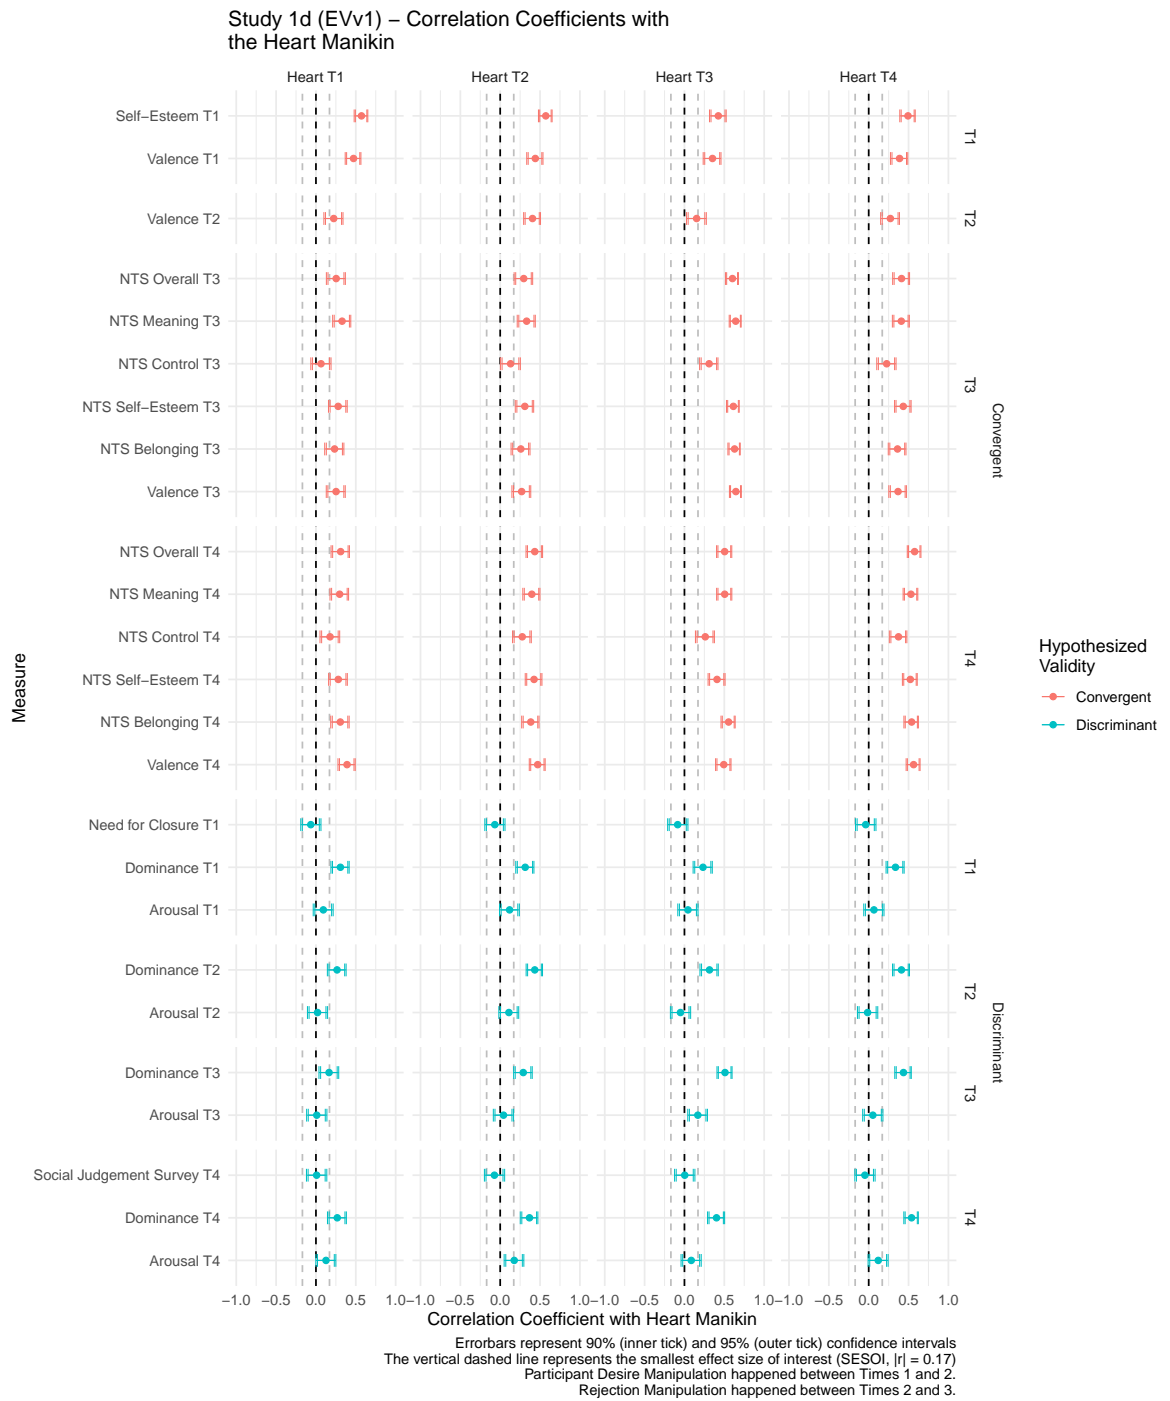 Study 1d (EVv1) − Correlation Coefficients with
the Heart Manikin
Heart T1
Heart T2
Heart T3
Heart T4
Self−Esteem T1
Valence T1
T1
Valence T2
T2
NTS Overall T3
NTS Meaning T3
NTS Control T3
NTS Self−Esteem T3
NTS Belonging T3
Valence T3
T3
Convergent
NTS Overall T4
NTS Meaning T4
NTS Control T4
NTS Self−Esteem T4
NTS Belonging T4
Valence T4
T4
Need for Closure T1
Dominance T1
Arousal T1
T1
Dominance T2
Arousal T2
T2
Discriminant
Dominance T3
Arousal T3
T3
Social Judgement Survey T4
Dominance T4
Arousal T4
T4
Measure
−1.0 −0.5 0.0 0.5 1.0
−1.0 −0.5 0.0 0.5 1.0
−1.0 −0.5 0.0 0.5 1.0
−1.0 −0.5 0.0 0.5 1.0
Correlation Coefficient with Heart Manikin
Errorbars represent 90% (inner tick) and 95% (outer tick) confidence intervals
The vertical dashed line represents the smallest effect size of interest (SESOI, |r| = 0.17)
Participant Desire Manipulation happened between Times 1 and 2.
Rejection Manipulation happened between Times 2 and 3.
Hypothesized
Validity
Convergent
Discriminant